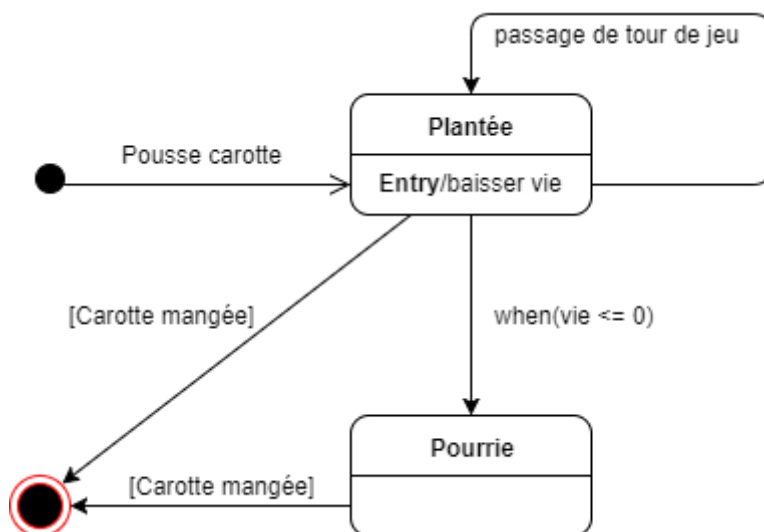 passage de tour de jeu
Plantée
Pousse carotte
Entry/baisser vie
[Carotte mangée]
when(vie <= 0)
Pourrie
[Carotte mangée]